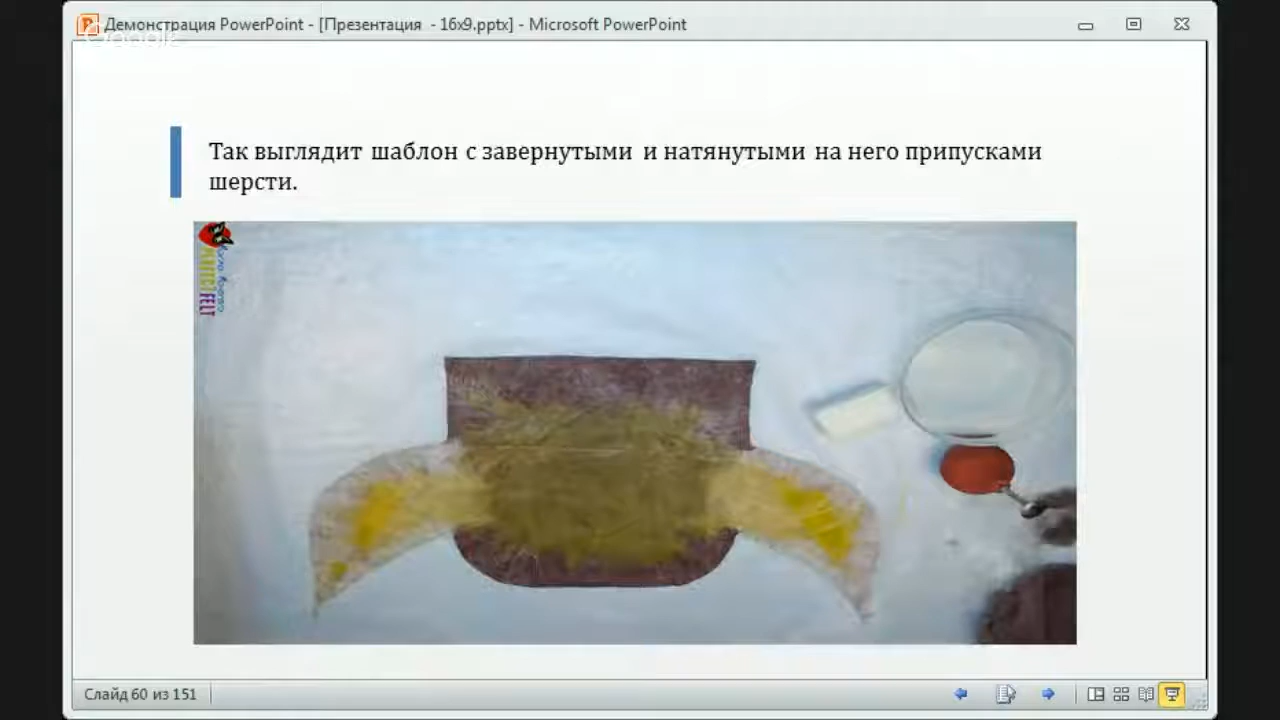 Демонстрация PowerPoint - [Презентация - 16x9.pptx] - Microsoft PowerPoint
Так выглядит шаблон с завернутыми и натянутыми на него припусками
шерсти.
FELT
Слайд 60 из 151